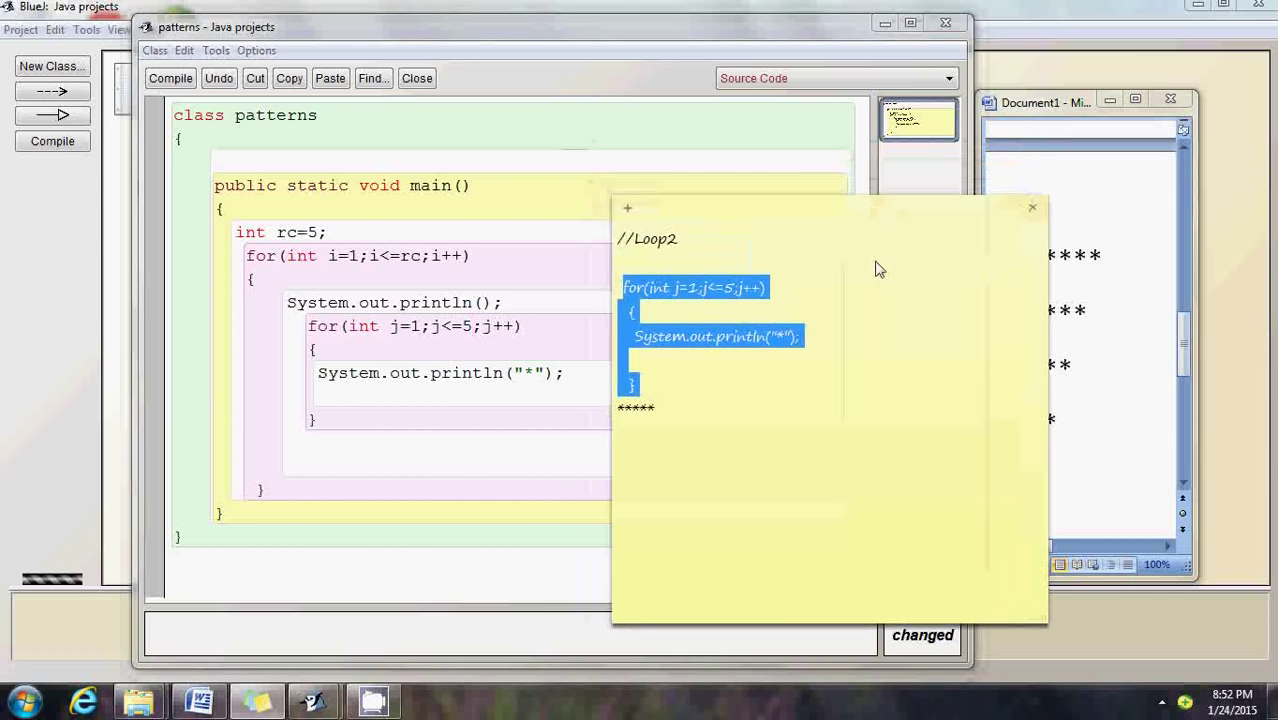 BlueJ: Java projects
Project Edit Tools View
New Class...
Compile
patterns - Java projects
Class Edit Tools Options
Compile Undo Cut Copy Paste Find... Close
Source Code
class patterns
{
public static void main()
{
int rc=5;
for(int i=1;i<=rc;i++)
{
System.out.println();
for(int j=1;j<=5;j++)
{
System.out.println("*");
}
}
}
}
changed
//Loop2
for(int j=1;j<=5;j++)
{
System.out.println("*");
}
*****
Document1 - Mi...
****
***
**
*
100%
8:52 PM
1/24/2015